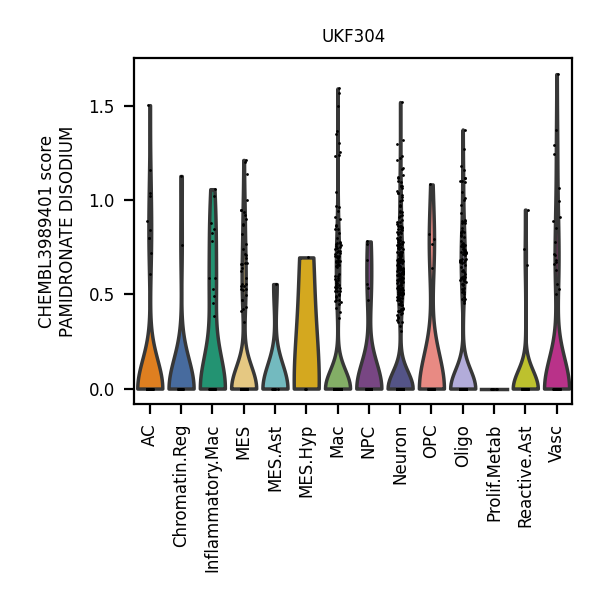 UKF304
CHEMBL3989401 score
PAMIDRONATE DISODIUM
1.5
1.0
0.5
0.0
AC
Chromatin.Reg
Inflammatory.Mac
MES
MES.Ast
MES.Hyp
Mac
NPC
Neuron
OPC
Oligo
Prolif.Metab
Reactive.Ast
Vasc